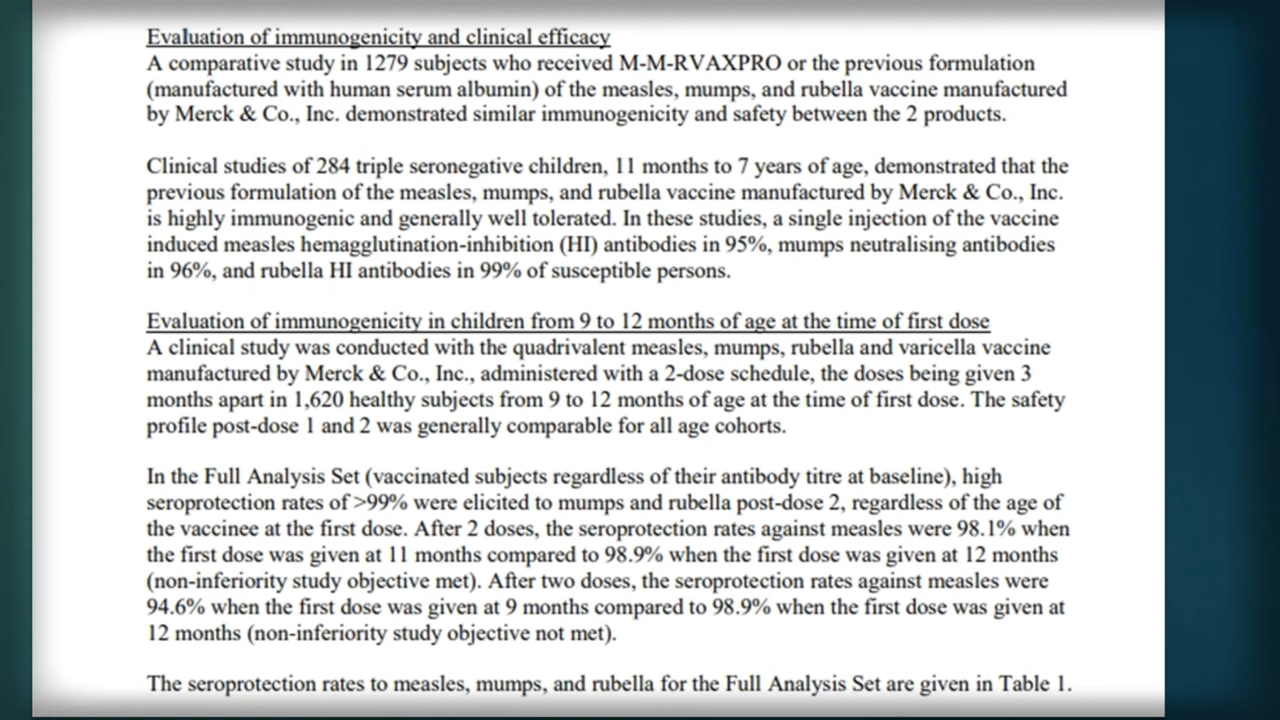 Evaluation of immunogenicity and clinical efficacy
A comparative study in 1279 subjects who received M-M-RVAXPRO or the previous formulation
(manufactured with human serum albumin) of the measles, mumps, and rubella vaccine manufactured
by Merck & Co., Inc. demonstrated similar immunogenicity and safety between the 2 products.
Clinical studies of 284 triple seronegative children, 11 months to 7 years of age, demonstrated that the
previous formulation of the measles, mumps, and rubella vaccine manufactured by Merck & Co., Inc.
is highly immunogenic and generally well tolerated. In these studies, a single injection of the vaccine
induced measles hemagglutination-inhibition (HI) antibodies in 95%, mumps neutralising antibodies
in 96%, and rubella HI antibodies in 99% of susceptible persons.
Evaluation of immunogenicity in children from 9 to 12 months of age at the time of first dose
A clinical study was conducted with the quadrivalent measles, mumps, rubella and varicella vaccine
manufactured by Merck & Co., Inc., administered with a 2-dose schedule, the doses being given 3
months apart in 1,620 healthy subjects from 9 to 12 months of age at the time of first dose. The safety
profile post-dose 1 and 2 was generally comparable for all age cohorts.
In the Full Analysis Set (vaccinated subjects regardless of their antibody titre at baseline), high
seroprotection rates of >99% were elicited to mumps and rubella post-dose 2, regardless of the age of
the vaccinee at the first dose. After 2 doses, the seroprotection rates against measles were 98.1% when
the first dose was given at 11 months compared to 98.9% when the first dose was given at 12 months
(non-inferiority study objective met). After two doses, the seroprotection rates against measles were
94.6% when the first dose was given at 9 months compared to 98.9% when the first dose was given at
12 months (non-inferiority study objective not met).
The seroprotection rates to measles, mumps, and rubella for the Full Analysis Set are given in Table 1.